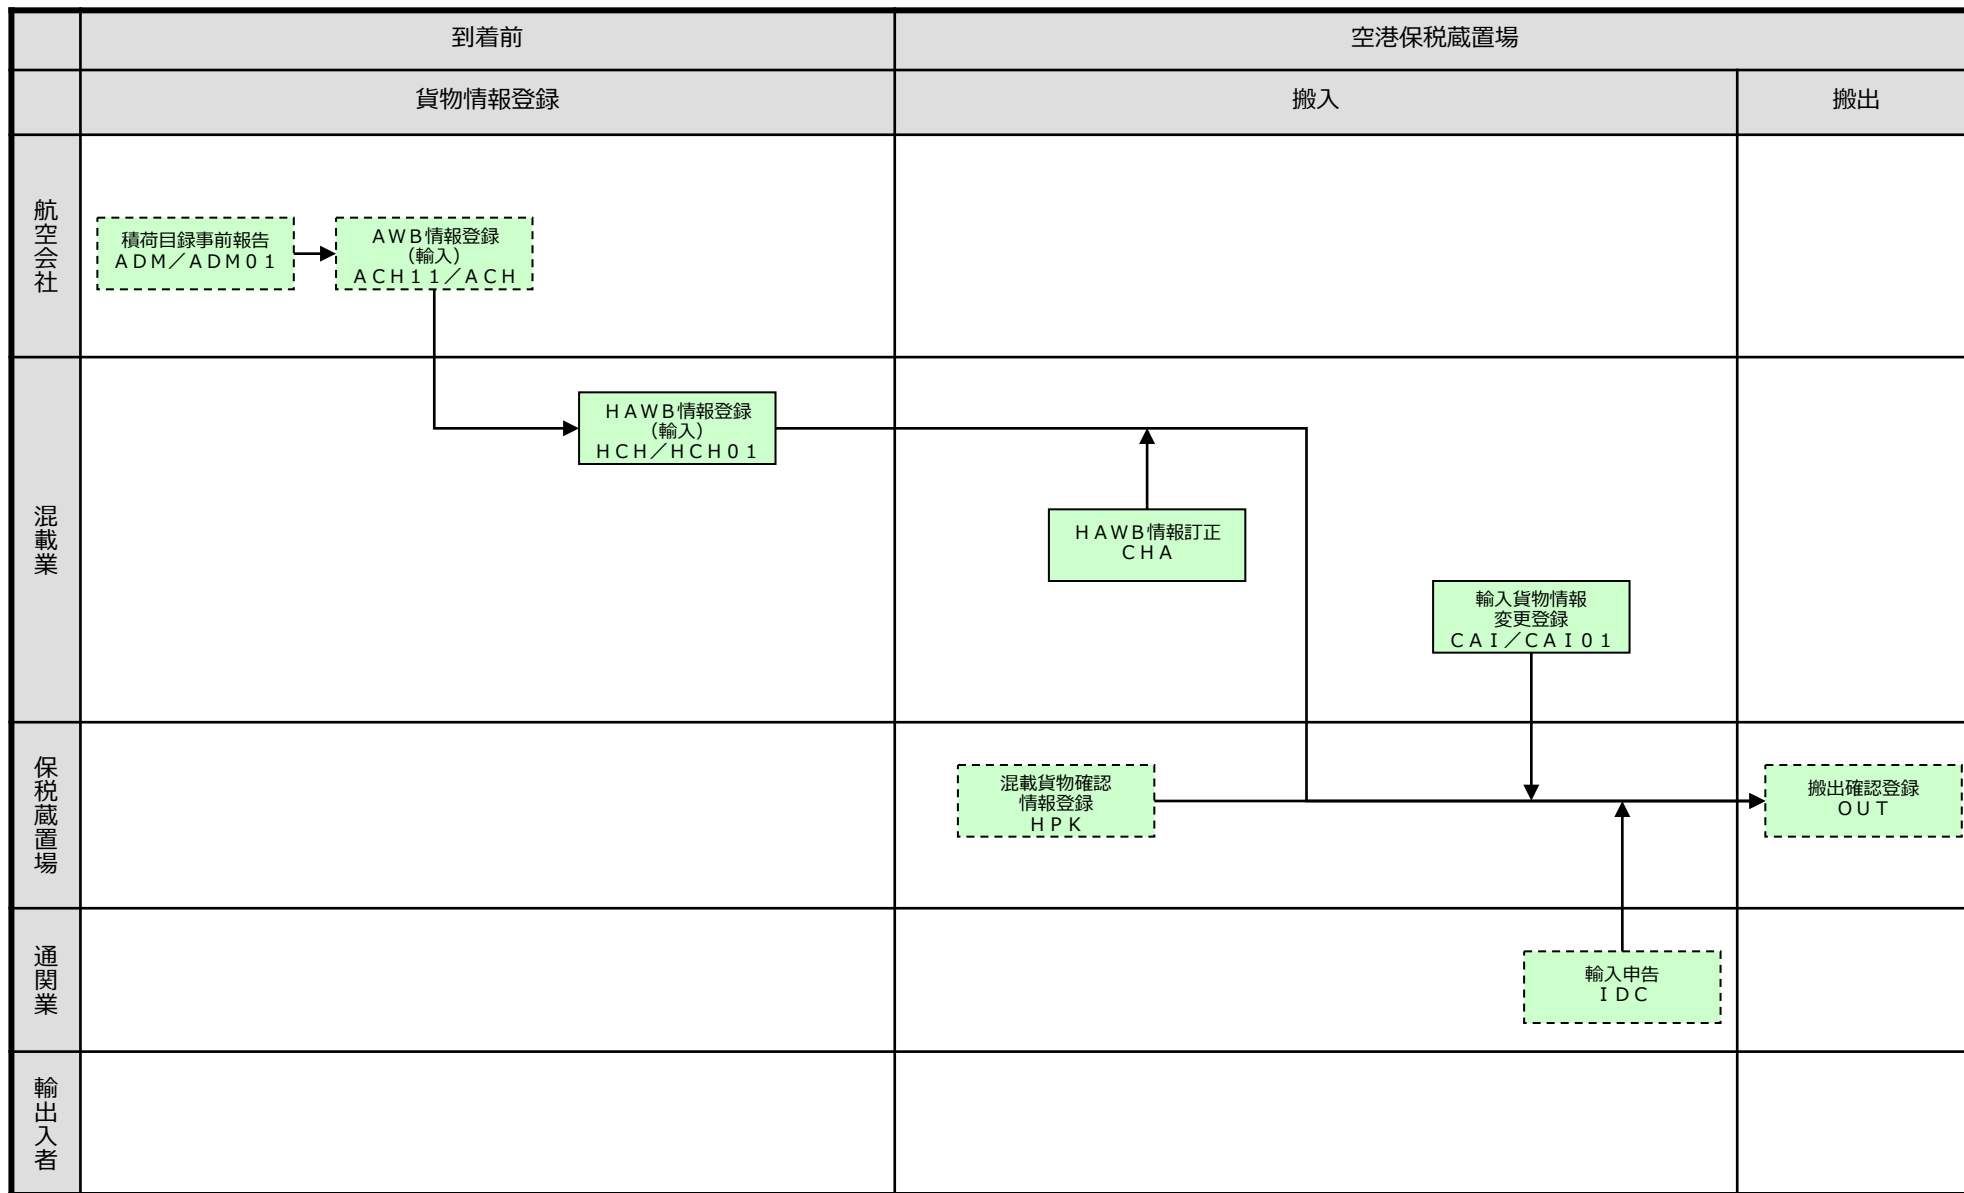 到着前
空港保税蔵置場
貨物情報登録
搬入
搬出
航空会社
積荷目録事前報告
ADM／ADM01
AWB情報登録
（輸入）
ACH11／ACH
混載業
HAWB情報登録
（輸入）
HCH／HCH01
HAWB情報訂正
CHA
輸入貨物情報
変更登録
CAI／CAI01
保税蔵置場
混載貨物確認
情報登録
HPK
搬出確認登録
OUT
通関業
輸入申告
IDC
輸出入者